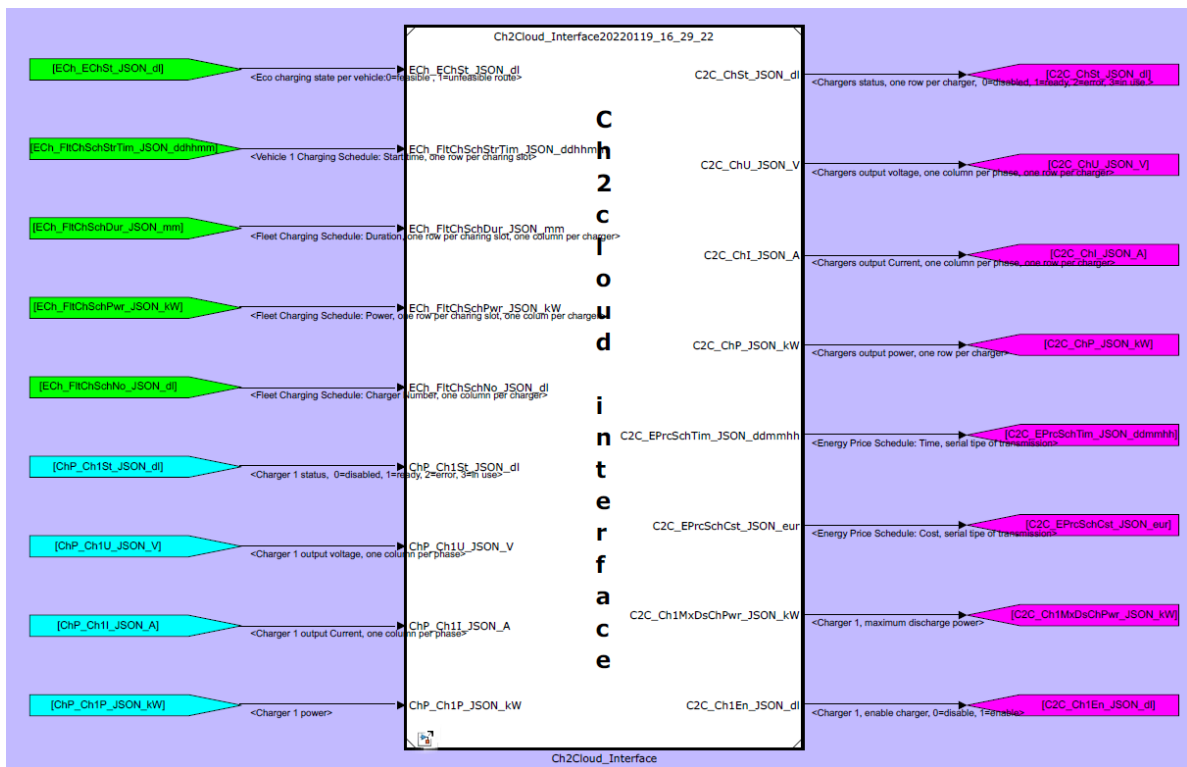 Ch2Cloud_Interface20220119_16_29_22
[ECh_EChSt_JSON_dl]
<Eco charging state per vehicle:0=feasible , 1=unfeasible route>
ECh_EChSt_JSON_dl
[ECh_FltChSchStrTim_JSON_ddhhmm]
<Vehicle 1 Charging Schedule: Start time, one row per charing slot>
ECh_FltChSchStrTim_JSON_ddhhmm
[ECh_FltChSchDur_JSON_mm]
<Fleet Charging Schedule: Duration, one row per charing slot, one column per charger>
ECh_FltChSchDur_JSON_mm
[ECh_FltChSchPwr_JSON_kW]
<Fleet Charging Schedule: Power, one row per charing slot, one colum per charger>
ECh_FltChSchPwr_JSON_kW
[ECh_FltChSchNo_JSON_dl]
<Fleet Charging Schedule: Charger Number, one column per charger>
ECh_FltChSchNo_JSON_dl
[ChP_Ch1St_JSON_dl]
<Charger 1 status,  0=disabled, 1=ready, 2=error, 3=in use>
ChP_Ch1St_JSON_dl
[ChP_Ch1U_JSON_V]
<Charger 1 output voltage, one column per phase>
ChP_Ch1U_JSON_V
[ChP_Ch1I_JSON_A]
<Charger 1 output Current, one column per phase>
ChP_Ch1I_JSON_A
[ChP_Ch1P_JSON_kW]
<Charger 1 power>
ChP_Ch1P_JSON_kW
Ch2cloud interface
C2C_ChSt_JSON_dl
<Chargers status, one row per charger,  0=disabled, 1=ready, 2=error, 3=in use.>
[C2C_ChSt_JSON_dl]
C2C_ChU_JSON_V
<Chargers output voltage, one column per phase, one row per charger>
[C2C_ChU_JSON_V]
C2C_ChI_JSON_A
<Chargers output Current, one column per phase, one row per charger>
[C2C_ChI_JSON_A]
C2C_ChP_JSON_kW
<Chargers output power, one row per charger>
[C2C_ChP_JSON_kW]
C2C_EPrcSchTim_JSON_ddmmhh
<Energy Price Schedule: Time, serial tipe of transmission>
[C2C_EPrcSchTim_JSON_ddmmhh]
C2C_EPrcSchCst_JSON_eur
<Energy Price Schedule: Cost, serial tipe of transmission>
[C2C_EPrcSchCst_JSON_eur]
C2C_Ch1MxDsChPwr_JSON_kW
<Charger 1, maximum discharge power>
[C2C_Ch1MxDsChPwr_JSON_kW]
C2C_Ch1En_JSON_dl
<Charger 1, enable charger, 0=disable, 1=enable>
[C2C_Ch1En_JSON_dl]
Ch2Cloud_Interface